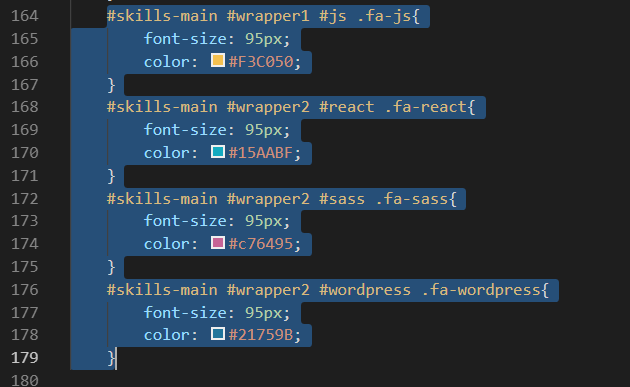 164 #skills-main #wrapper1 #js .fa-js{
165 font-size: 95px;
166 color: #F3C050;
167 }
168 #skills-main #wrapper2 #react .fa-react{
169 font-size: 95px;
170 color: #15AABF;
171 }
172 #skills-main #wrapper2 #sass .fa-sass{
173 font-size: 95px;
174 color: #c76495;
175 }
176 #skills-main #wrapper2 #wordpress .fa-wordpress{
177 font-size: 95px;
178 color: #21759B;
179 }
180